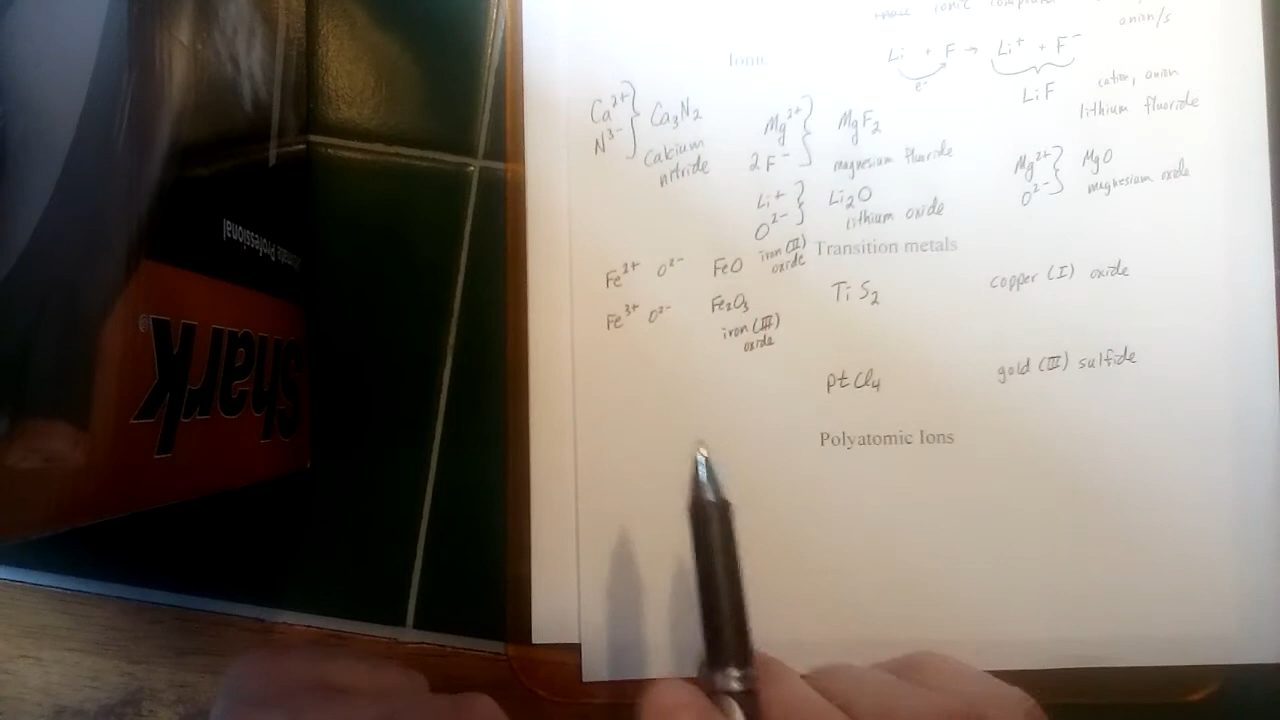 ionic
anion/s
Li + F → Li⁺ + F⁻
e⁻
Ionic
LiF
cation, anion
lithium fluoride
Ca²⁺
N³⁻
Ca₃N₂
Calcium
nitride
Mg²⁺
2 F⁻
MgF₂
magnesium fluoride
Mg²⁺
O²⁻
MgO
magnesium oxide
Li⁺
O²⁻
Li₂O
lithium oxide
Transition metals
Fe²⁺ O²⁻ FeO iron (II)
oxide
Fe³⁺ O²⁻ Fe₂O₃
iron (III)
oxide
TiS₂
copper (I) oxide
PtCl₄
gold (III) sulfide
Polyatomic Ions
Professional
Shark®